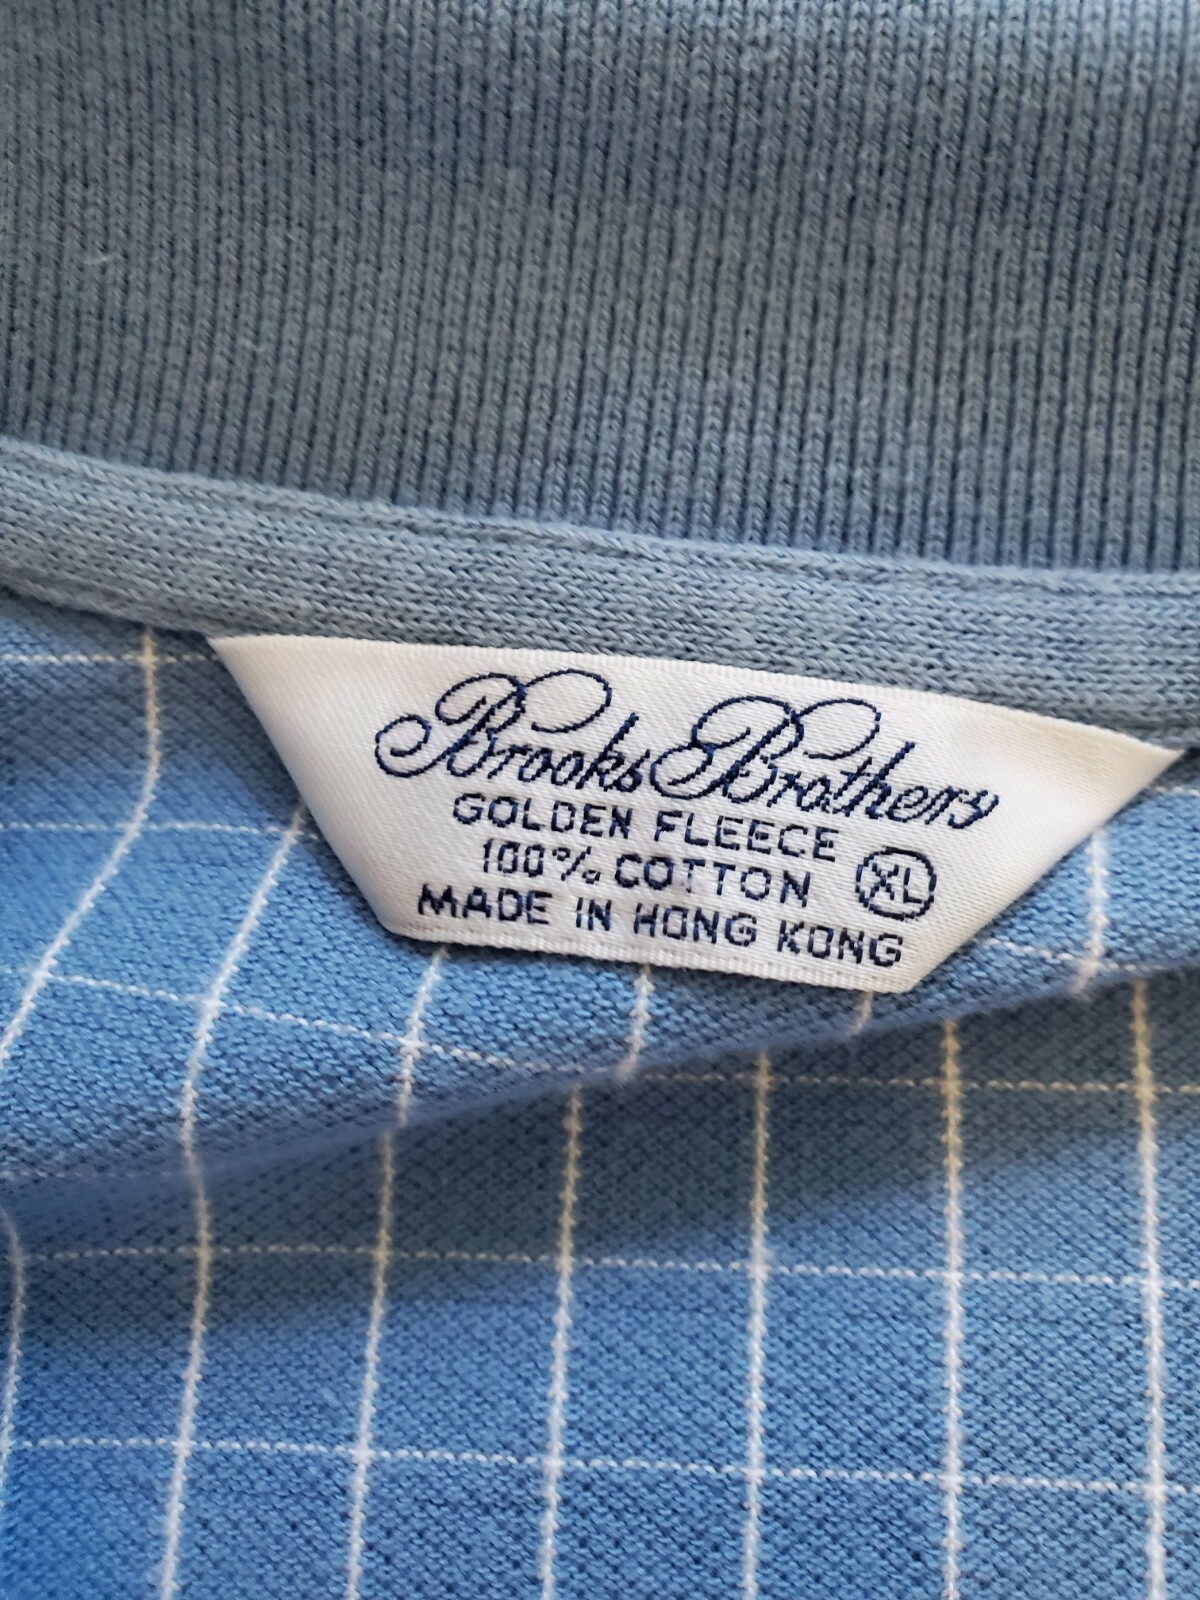 Brooks Brothers
GOLDEN FLEECE
100% COTTON XL
MADE IN HONG KONG